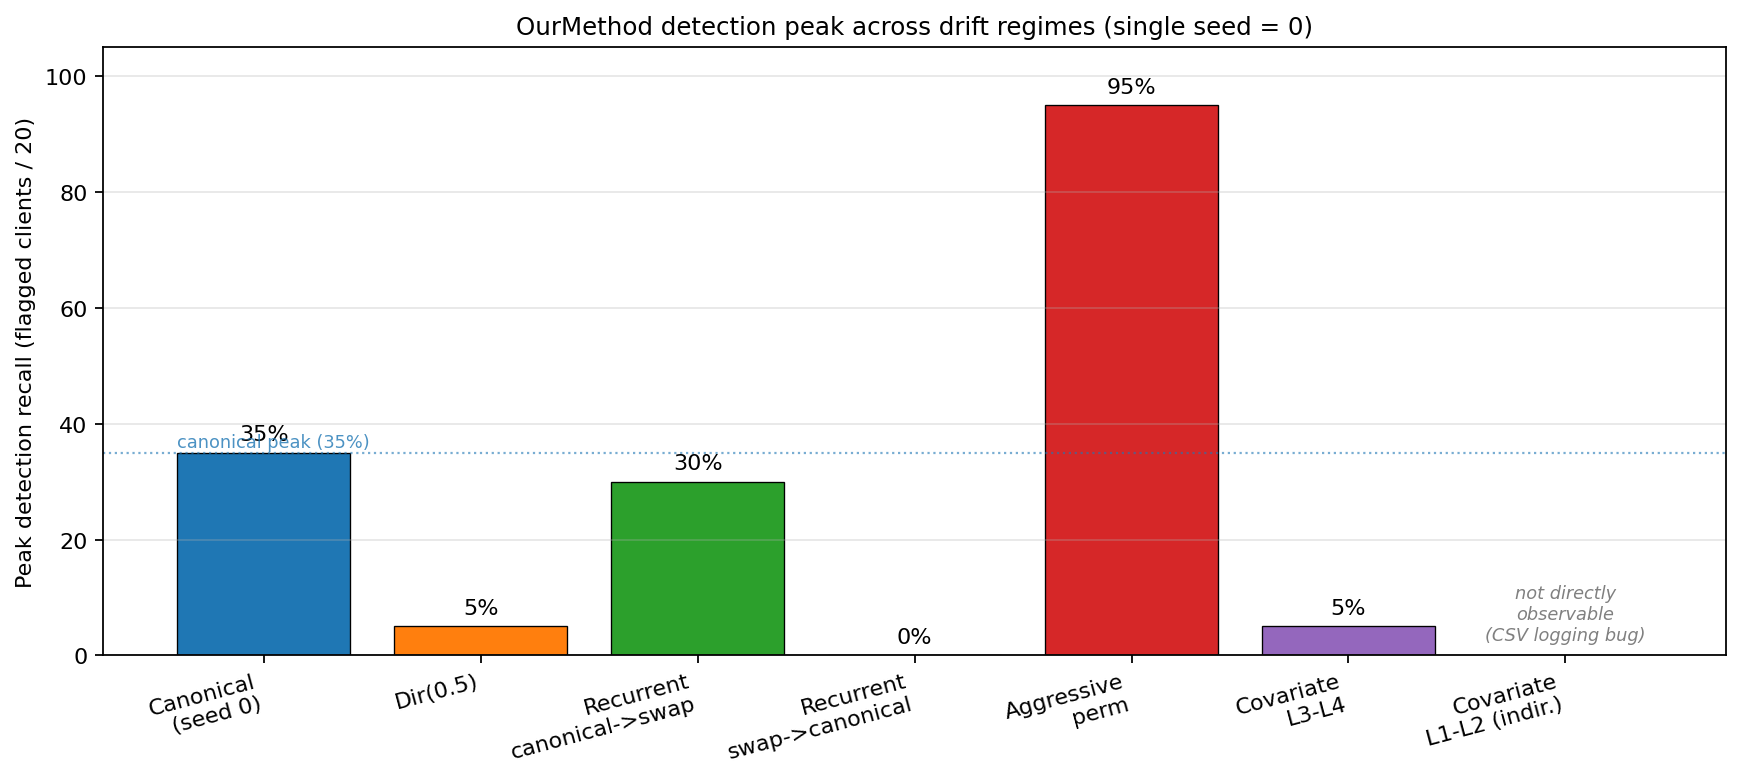 OurMethod detection peak across drift regimes (single seed = 0)
Peak detection recall (flagged clients / 20)
100
80
60
40
20
0
35%
canonical peak (35%)
5%
30%
0%
95%
5%
not directly
observable
(CSV logging bug)
Canonical
(seed 0)
Dir(0.5)
Recurrent
canonical->swap
Recurrent
swap->canonical
Aggressive
perm
Covariate
L3-L4
Covariate
L1-L2 (indir.)